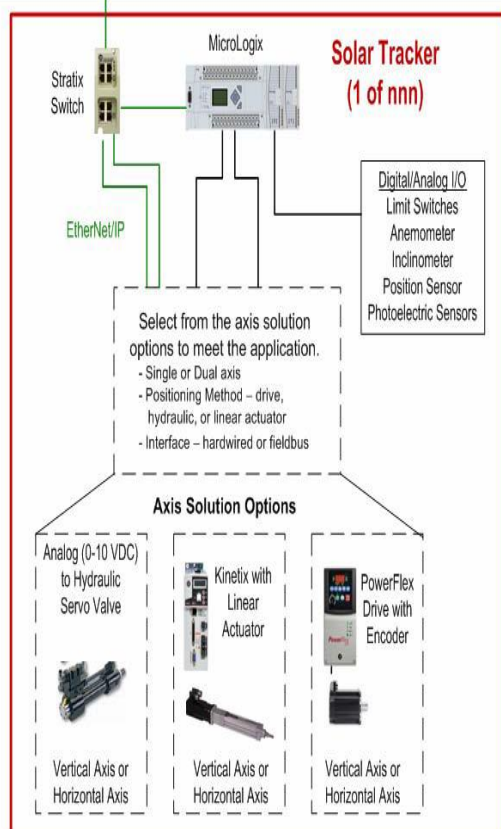 MicroLogix
Solar Tracker
(1 of nnn)
Stratix
Switch
EtherNet/IP
Digital/Analog I/O
Limit Switches
Anemometer
Inclinometer
Position Sensor
Photoelectric Sensors
Select from the axis solution
options to meet the application.
- Single or Dual axis
- Positioning Method – drive,
hydraulic, or linear actuator
- Interface – hardwired or fieldbus
Axis Solution Options
Analog (0-10 VDC)
to Hydraulic
Servo Valve
Vertical Axis or
Horizontal Axis
Kinetix with
Linear
Actuator
Vertical Axis or
Horizontal Axis
PowerFlex
Drive with
Encoder
PowerFlex
Vertical Axis or
Horizontal Axis